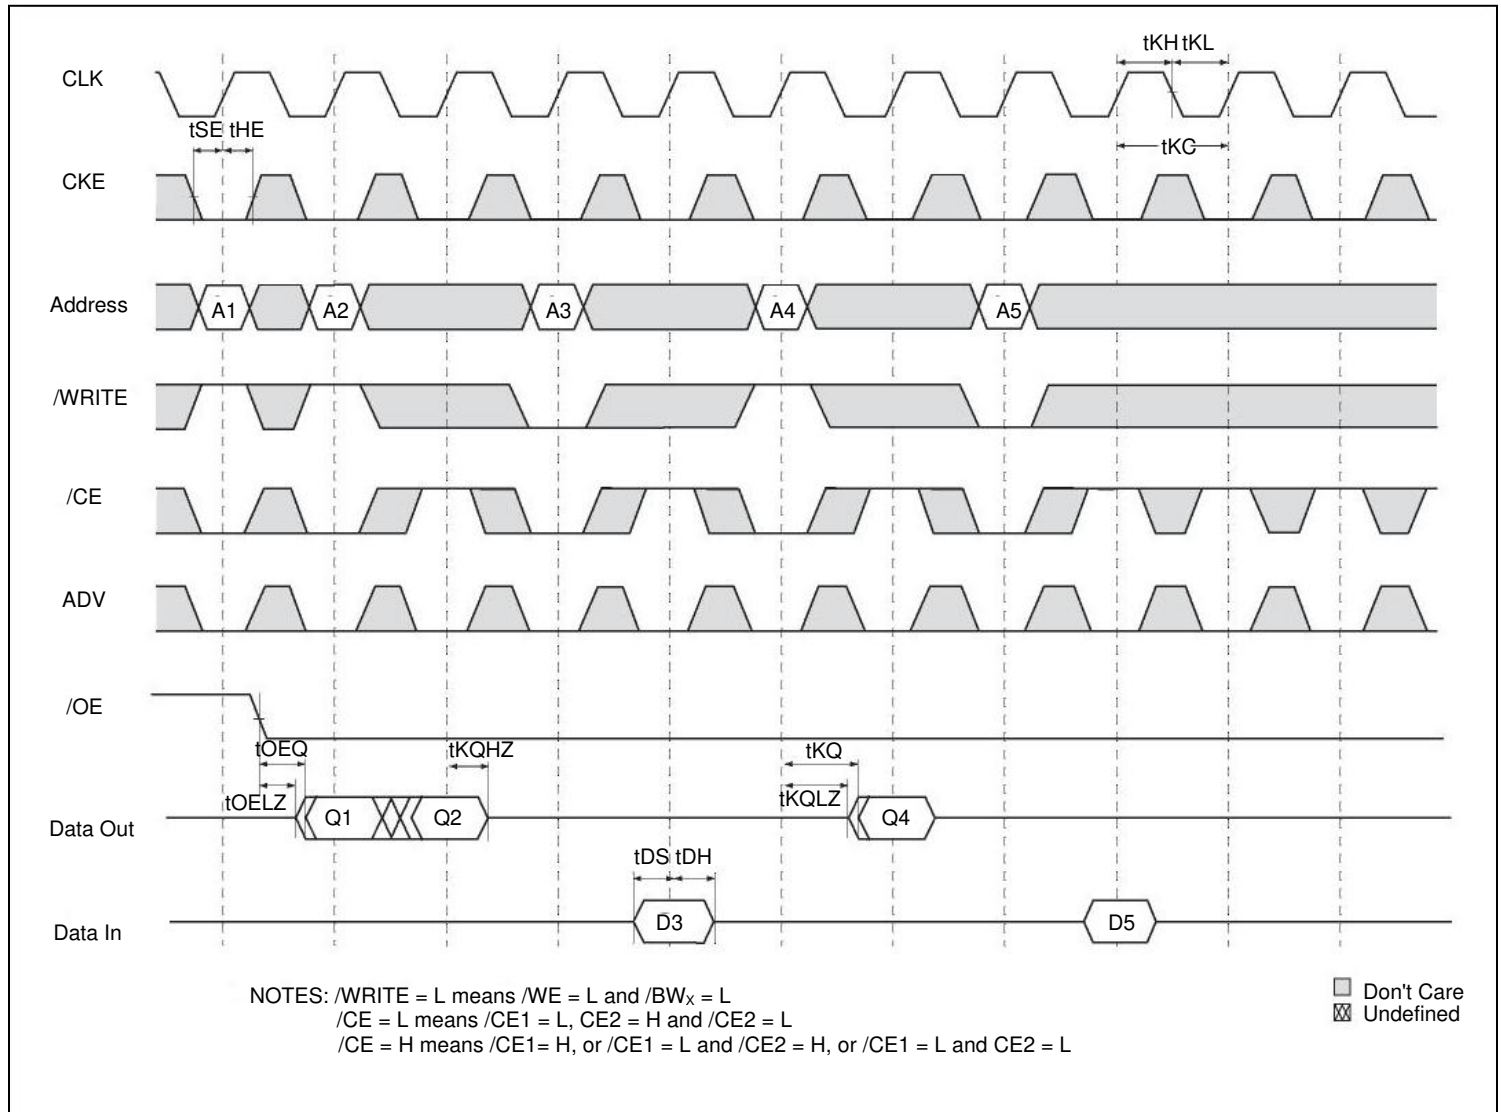 tKH tKL
CLK
tSE tHE
tKC
CKE
Address
A1
A2
A3
A4
A5
/WRITE
/CE
ADV
/OE
tOEQ
tKQHZ
tKQ
tOELZ
tKQLZ
Q1
Q2
Q4
Data Out
tDS tDH
D3
D5
Data In
NOTES: /WRITE = L means /WE = L and /BWx = L
/CE = L means /CE1 = L, CE2 = H and /CE2 = L
/CE = H means /CE1= H, or /CE1 = L and /CE2 = H, or /CE1 = L and CE2 = L
Don't Care
Undefined